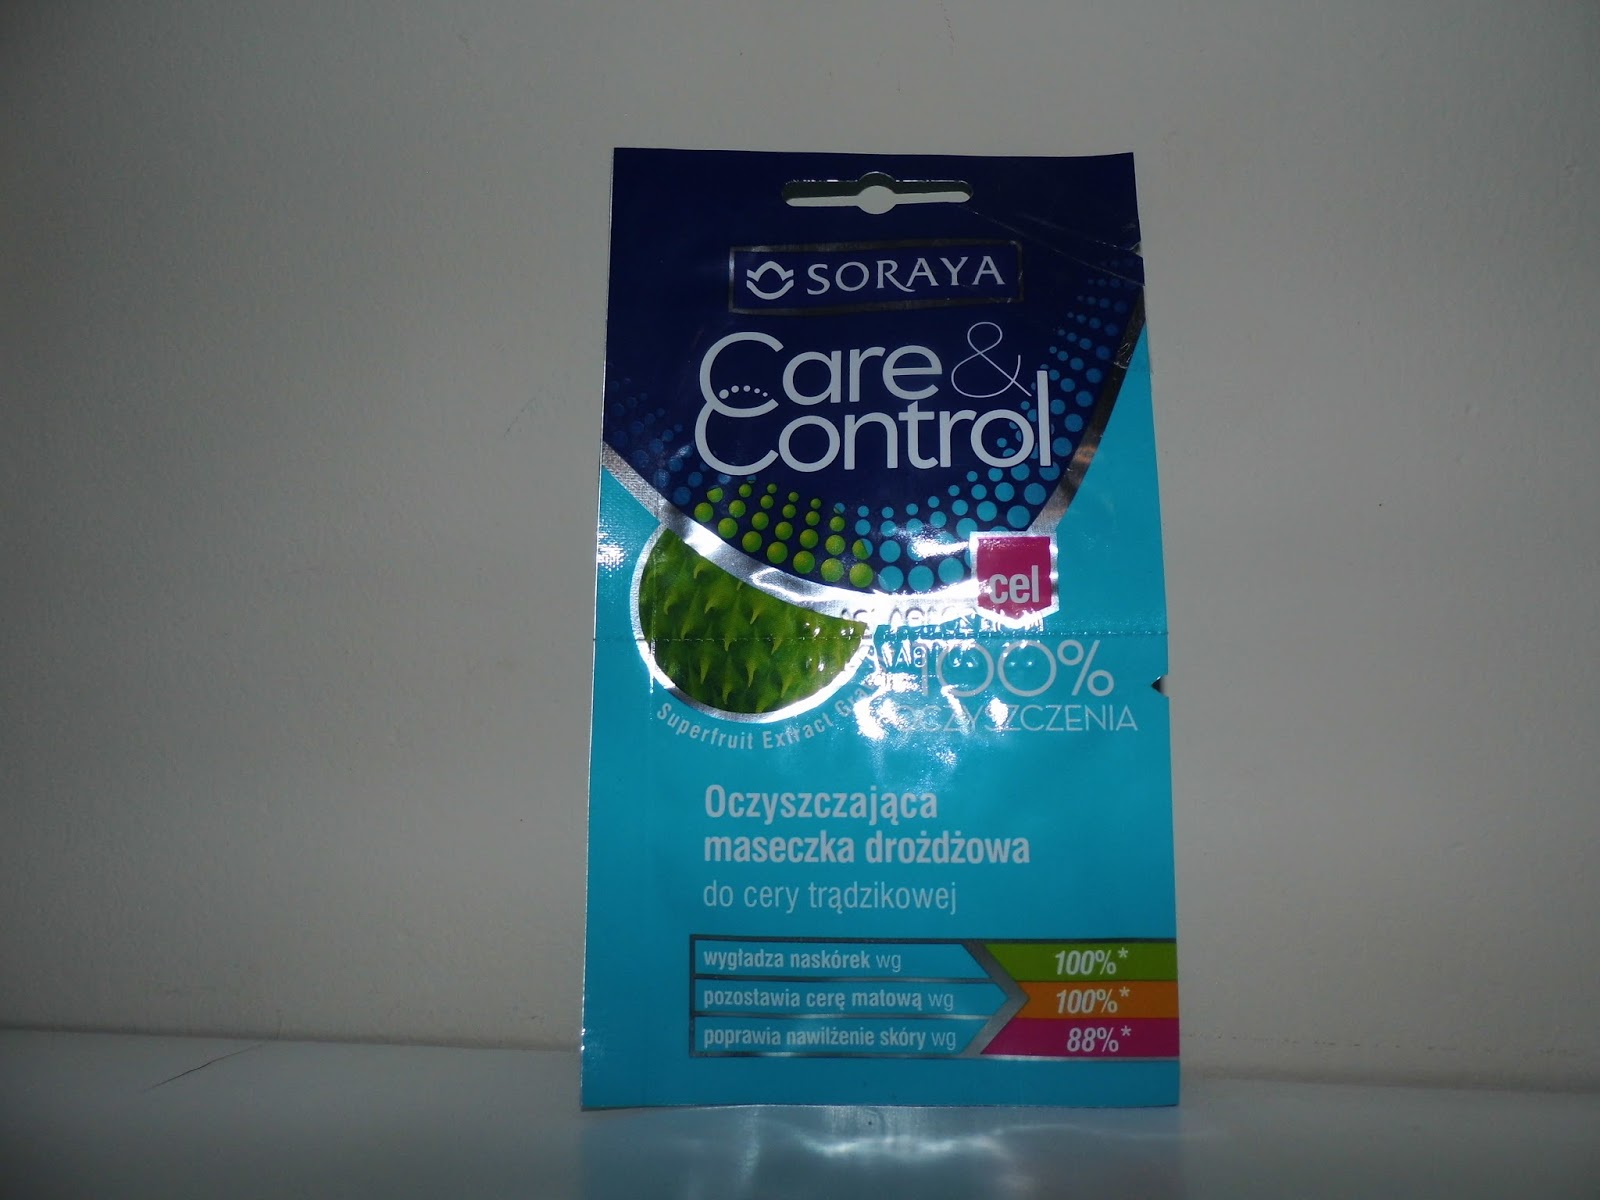 SORAYA
Care &
Control
cel
100%
OCZYSZCZENIA
Superfruit Extract
Oczyszczająca
maseczka drożdżowa
do cery trądzikowej
wygładza naskórek wg 100%*
pozostawia cerę matową wg 100%*
poprawia nawilżenie skóry wg 88%*